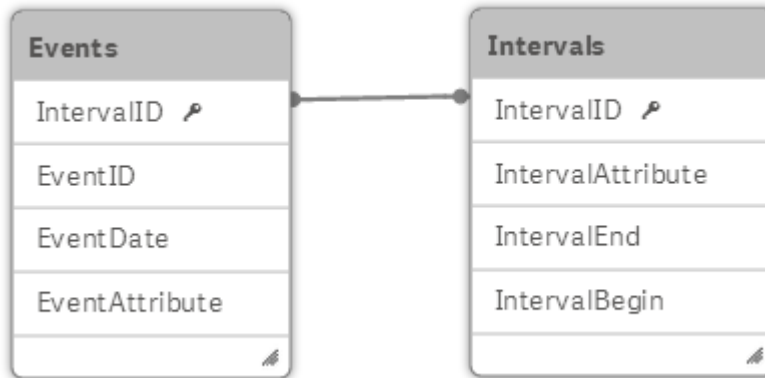 Events
IntervalID
EventID
EventDate
EventAttribute
Intervals
IntervalID
IntervalAttribute
IntervalEnd
IntervalBegin